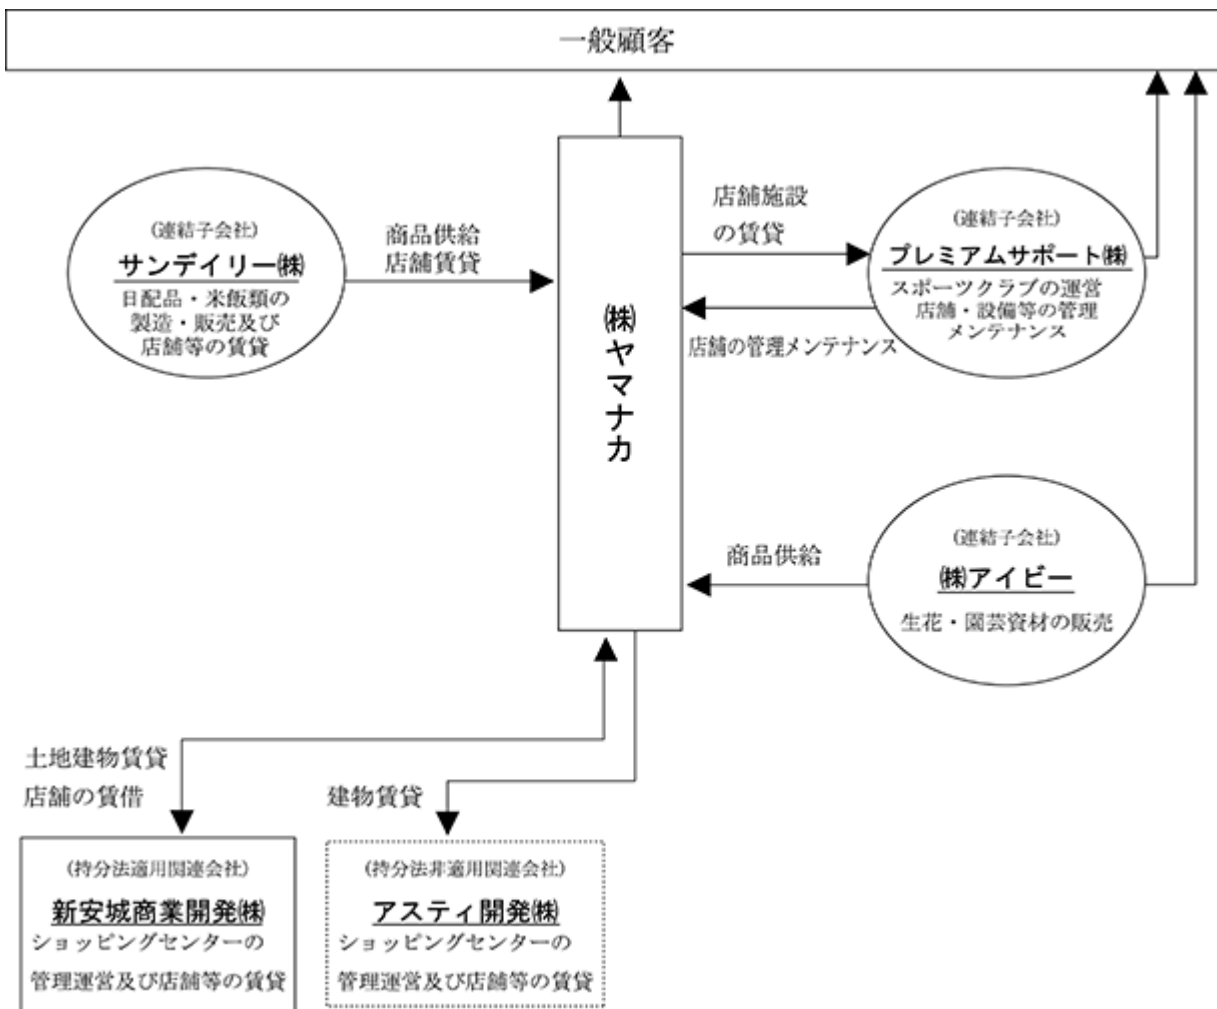 一般顧客
(連結子会社)
サンデイリー㈱
日配品・米飯類の
製造・販売及び
店舗等の賃貸
商品供給
店舗賃貸
㈱ヤマナカ
店舗施設
の賃貸
店舗の管理メンテナンス
(連結子会社)
プレミアムサポート㈱
スポーツクラブの運営
店舗・設備等の管理
メンテナンス
商品供給
(連結子会社)
㈱アイビー
生花・園芸資材の販売
土地建物賃貸
店舗の賃借
建物賃貸
(持分法適用関連会社)
新安城商業開発㈱
ショッピングセンターの
管理運営及び店舗等の賃貸
(持分法非適用関連会社)
アスティ開発㈱
ショッピングセンターの
管理運営及び店舗等の賃貸